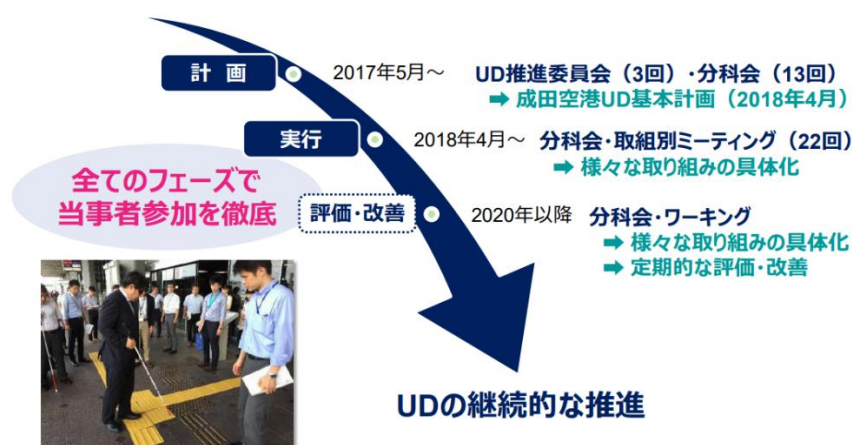 計 画
2017年5月～ UD推進委員会（3回）・分科会（13回）
➡ 成田空港UD基本計画（2018年4月）
実行
2018年4月～ 分科会・取組別ミーティング（22回）
➡ 様々な取り組みの具体化
全てのフェーズで
当事者参加を徹底
評価・改善
2020年以降 分科会・ワーキング
➡ 様々な取り組みの具体化
➡ 定期的な評価・改善
UDの継続的な推進